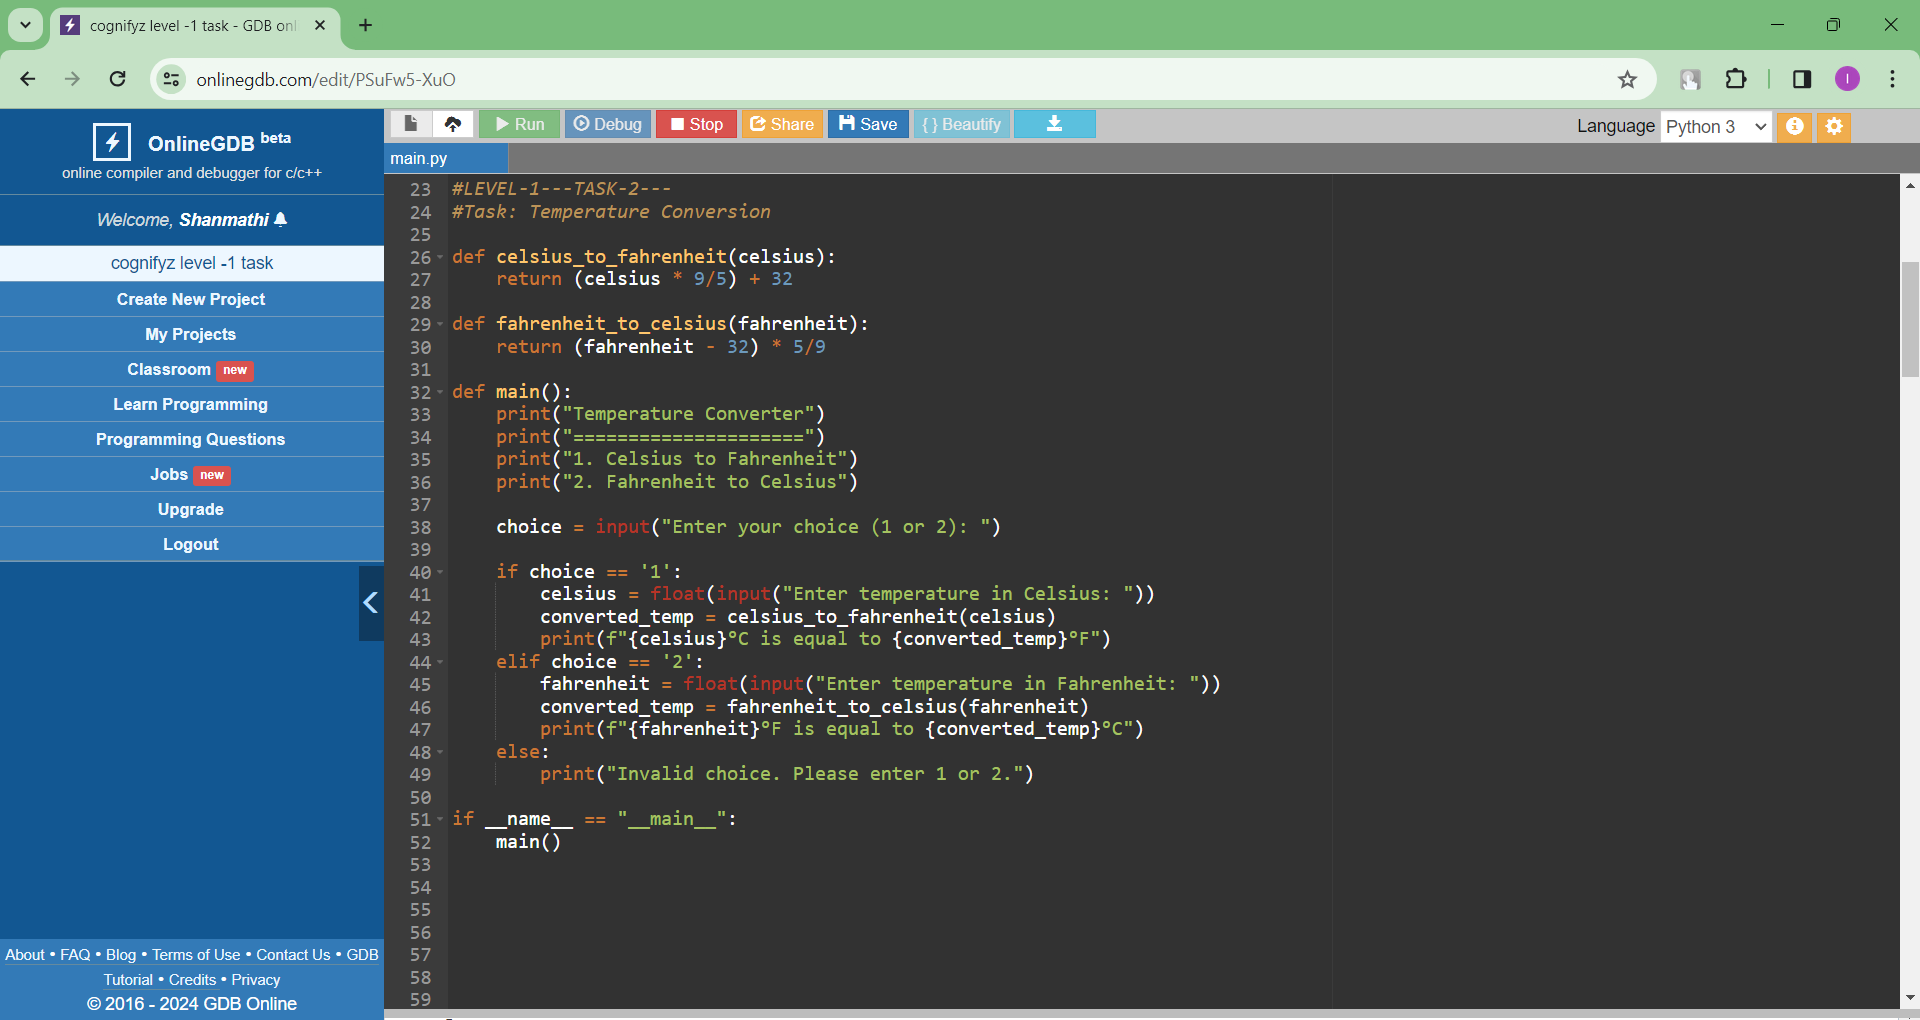 cognifyz level -1 task - GDB onl
onlinegdb.com/edit/PSuFw5-XuO
OnlineGDB beta
online compiler and debugger for c/c++
Welcome, Shanmathi
cognifyz level -1 task
Create New Project
My Projects
Classroom new
Learn Programming
Programming Questions
Jobs new
Upgrade
Logout
About • FAQ • Blog • Terms of Use • Contact Us • GDB
Tutorial • Credits • Privacy
© 2016 - 2024 GDB Online
Run Debug Stop Share Save { } Beautify Language Python 3
main.py
23 #LEVEL-1---TASK-2---
24 #Task: Temperature Conversion
25
26 def celsius_to_fahrenheit(celsius):
27     return (celsius * 9/5) + 32
28
29 def fahrenheit_to_celsius(fahrenheit):
30     return (fahrenheit - 32) * 5/9
31
32 def main():
33     print("Temperature Converter")
34     print("=====================")
35     print("1. Celsius to Fahrenheit")
36     print("2. Fahrenheit to Celsius")
37
38     choice = input("Enter your choice (1 or 2): ")
39
40     if choice == '1':
41         celsius = float(input("Enter temperature in Celsius: "))
42         converted_temp = celsius_to_fahrenheit(celsius)
43         print(f"{celsius}°C is equal to {converted_temp}°F")
44     elif choice == '2':
45         fahrenheit = float(input("Enter temperature in Fahrenheit: "))
46         converted_temp = fahrenheit_to_celsius(fahrenheit)
47         print(f"{fahrenheit}°F is equal to {converted_temp}°C")
48     else:
49         print("Invalid choice. Please enter 1 or 2.")
50
51 if __name__ == "__main__":
52     main()
53
54
55
56
57
58
59